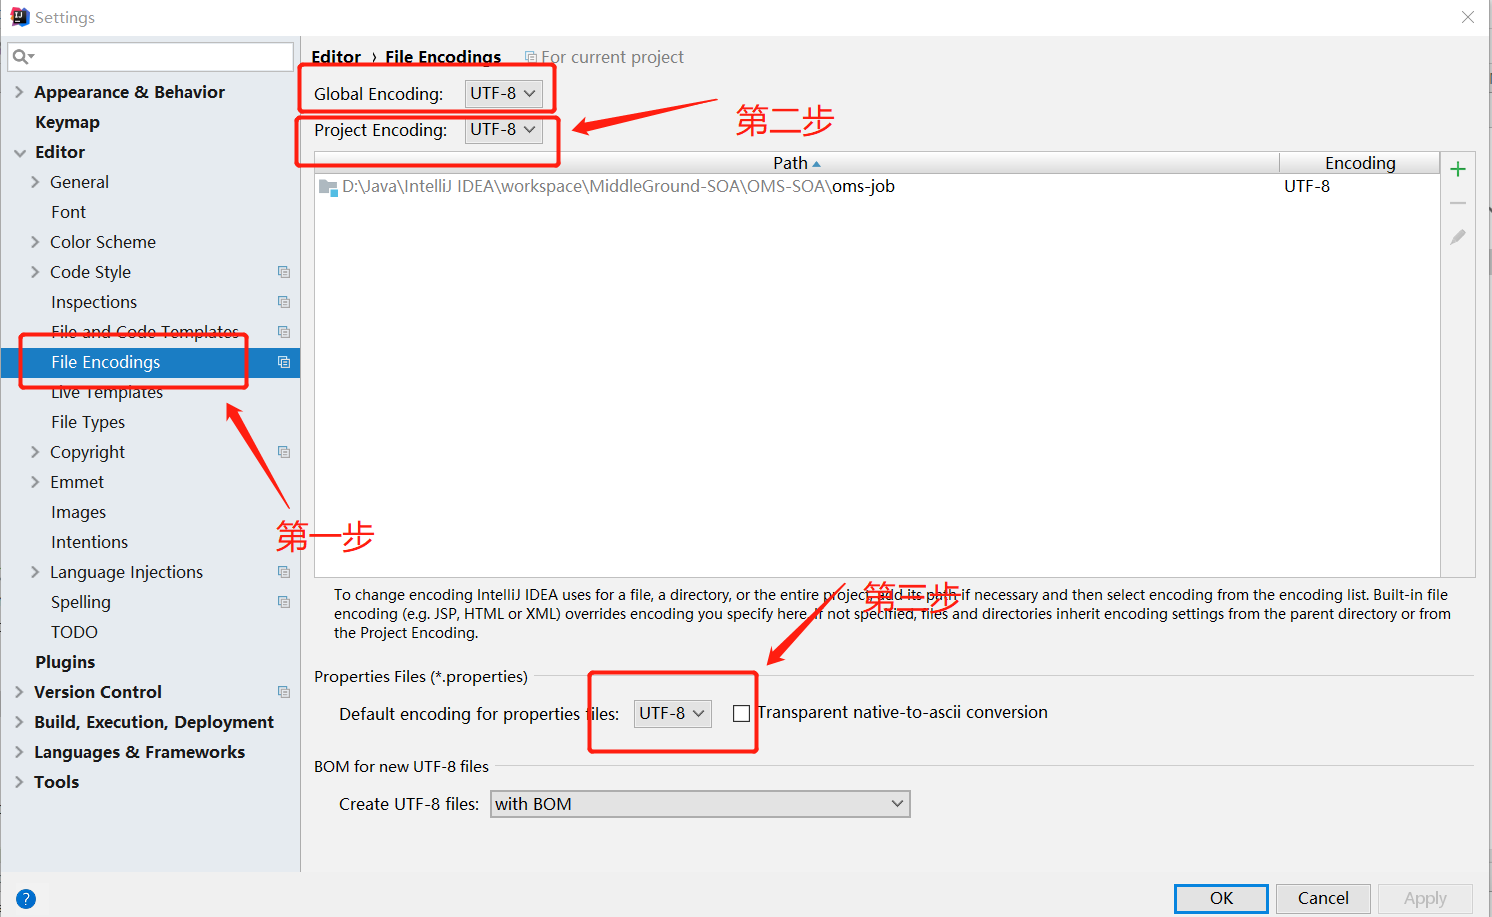 Settings
Editor › File Encodings For current project
Global Encoding: UTF-8
Project Encoding: UTF-8
第二步
Path Encoding
D:\Java\IntelliJ IDEA\workspace\MiddleGround-SOA\OMS-SOA\oms-job UTF-8
Appearance & Behavior
Keymap
Editor
General
Font
Color Scheme
Code Style
Inspections
File and Code Templates
File Encodings
Live Templates
File Types
Copyright
Emmet
Images
Intentions
Language Injections
Spelling
TODO
Plugins
Version Control
Build, Execution, Deployment
Languages & Frameworks
Tools
第一步
第三步
To change encoding IntelliJ IDEA uses for a file, a directory, or the entire project, add its path if necessary and then select encoding from the encoding list. Built-in file
encoding (e.g. JSP, HTML or XML) overrides encoding you specify here. If not specified, files and directories inherit encoding settings from the parent directory or from
the Project Encoding.
Properties Files (*.properties)
Default encoding for properties files: UTF-8 Transparent native-to-ascii conversion
BOM for new UTF-8 files
Create UTF-8 files: with BOM
? OK Cancel Apply